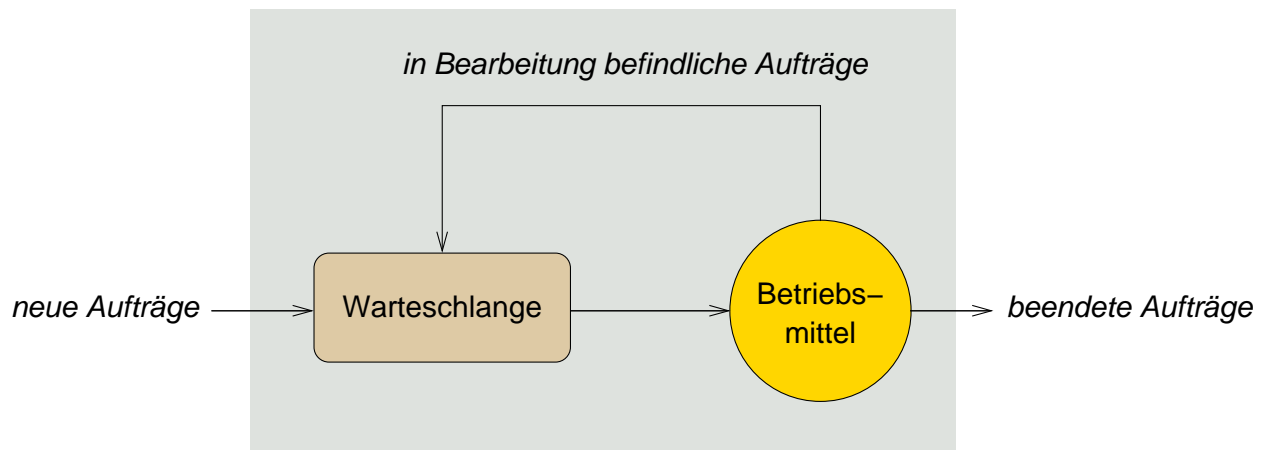 in Bearbeitung befindliche Aufträge
neue Aufträge
Warteschlange
Betriebs−
mittel
beendete Aufträge